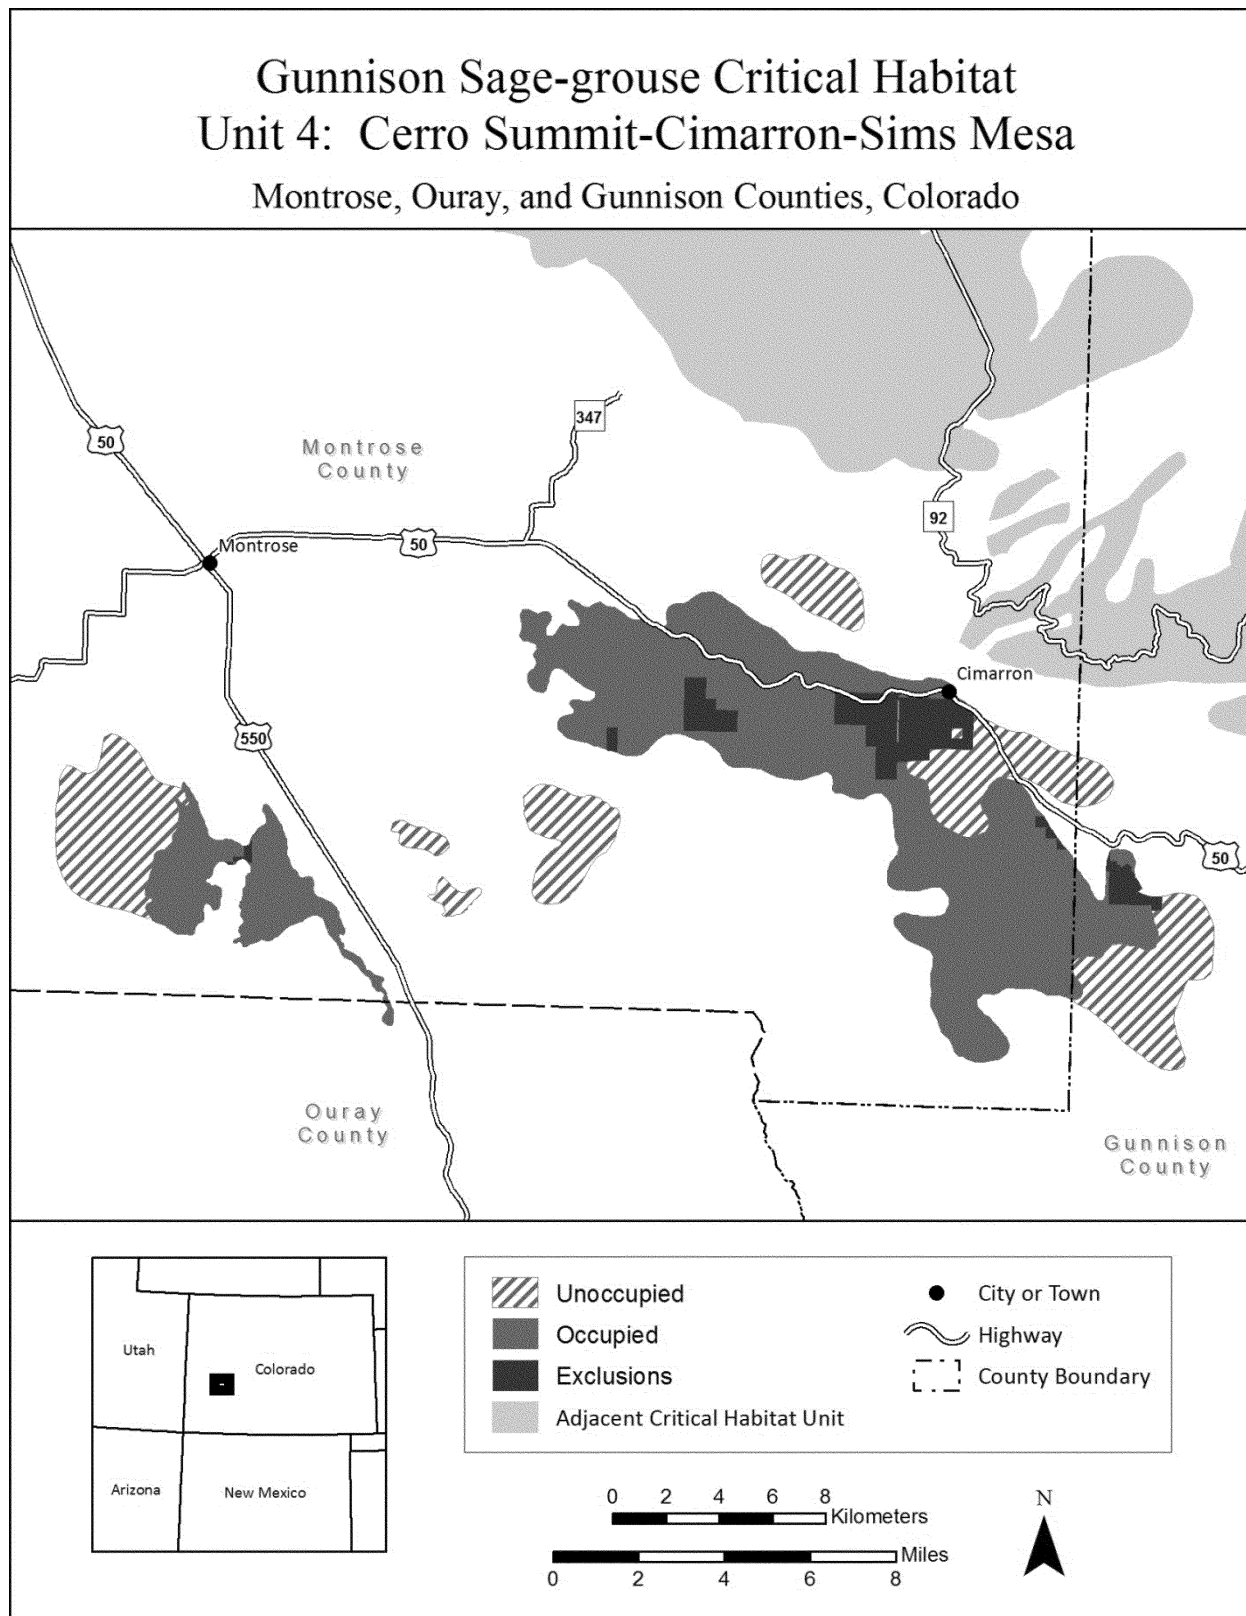 Gunnison Sage-grouse Critical Habitat
Unit 4: Cerro Summit-Cimarron-Sims Mesa
Montrose, Ouray, and Gunnison Counties, Colorado
347
50
Montrose
County
92
Montrose
50
Cimarron
550
50
Ouray
County
Gunnison
County
Utah
Colorado
Arizona
New Mexico
Unoccupied
Occupied
Exclusions
Adjacent Critical Habitat Unit
City or Town
Highway
County Boundary
0 2 4 6 8
Kilometers
Miles
0 2 4 6 8
N